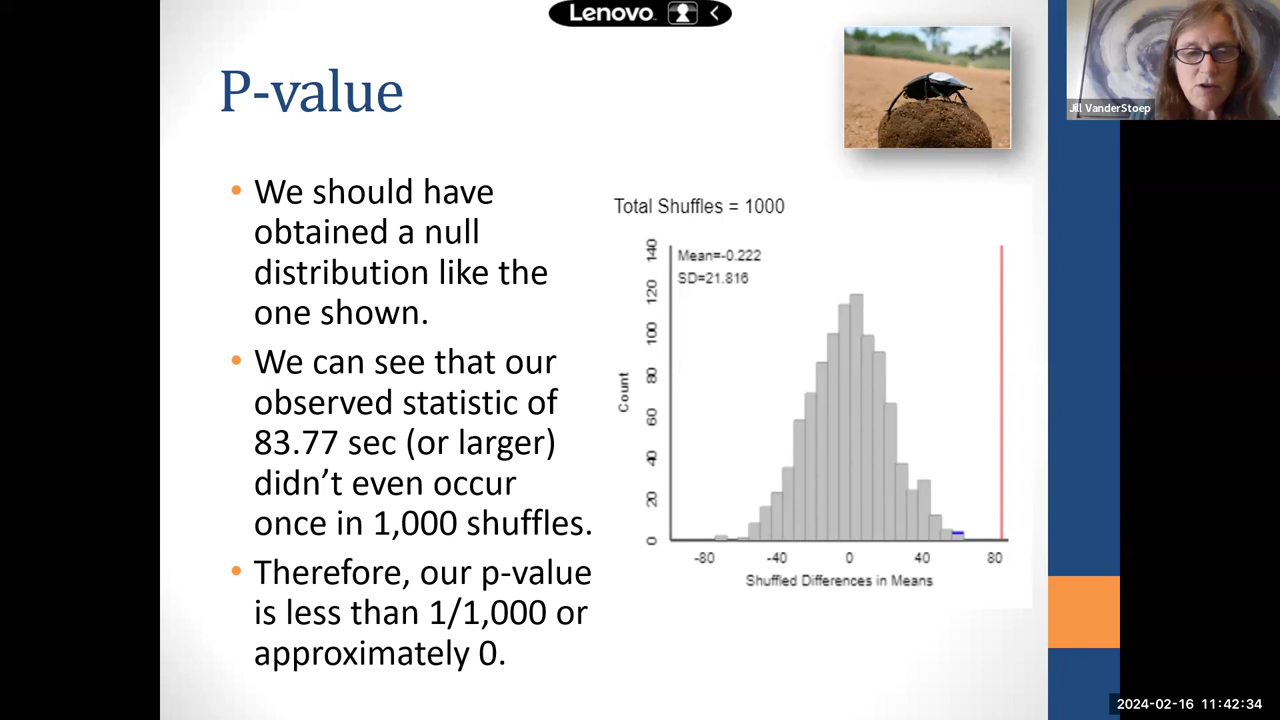 Lenovo
P-value
Jill VanderStoep
• We should have
obtained a null
distribution like the
one shown.
• We can see that our
observed statistic of
83.77 sec (or larger)
didn’t even occur
once in 1,000 shuffles.
• Therefore, our p-value
is less than 1/1,000 or
approximately 0.
Total Shuffles = 1000
Mean=-0.222
SD=21.816
140
120
100
80
60
40
20
0
Count
-80 -40 0 40 80
Shuffled Differences in Means
2024-02-16 11:42:34